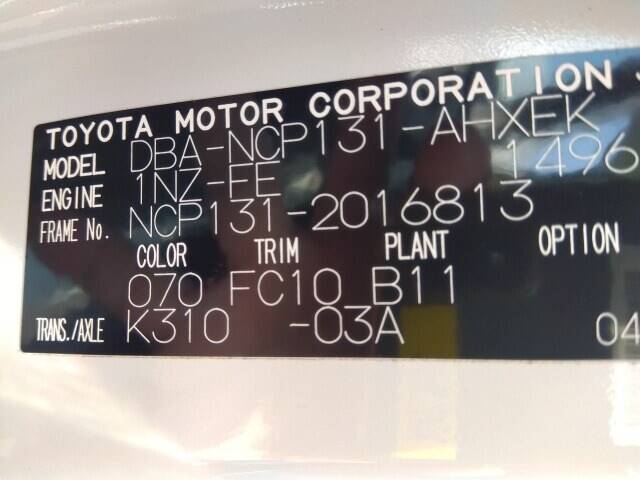 TOYOTA MOTOR CORPORATION
MODEL DBA-NCP131-AHXEK
ENGINE 1NZ-FE 1496
FRAME No. NCP131-2016813
COLOR TRIM PLANT OPTION
070 FC10 B11
TRANS./AXLE K310 -03A 04